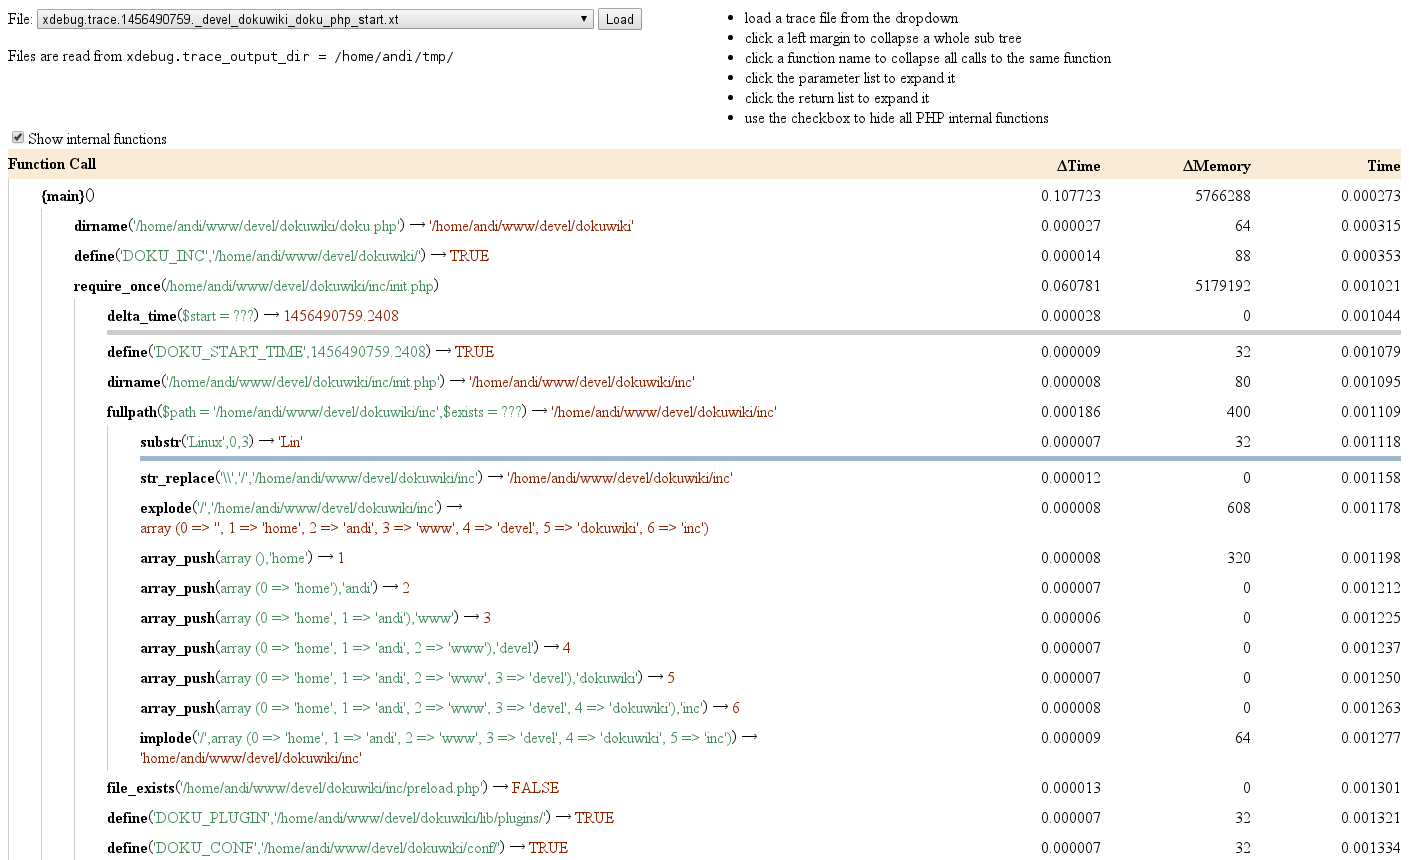 File: xdebug.trace.1456490759._devel_dokuwiki_doku_php_start.xt Load
Files are read from xdebug.trace_output_dir = /home/andi/tmp/
load a trace file from the dropdown
click a left margin to collapse a whole sub tree
click a function name to collapse all calls to the same function
click the parameter list to expand it
click the return list to expand it
use the checkbox to hide all PHP internal functions
Show internal functions
Function Call ΔTime ΔMemory Time
{main}() 0.107723 5766288 0.000273
dirname('/home/andi/www/devel/dokuwiki/doku.php') → '/home/andi/www/devel/dokuwiki' 0.000027 64 0.000315
define('DOKU_INC','/home/andi/www/devel/dokuwiki/') → TRUE 0.000014 88 0.000353
require_once(/home/andi/www/devel/dokuwiki/inc/init.php) 0.060781 5179192 0.001021
delta_time($start = ???) → 1456490759.2408 0.000028 0 0.001044
define('DOKU_START_TIME',1456490759.2408) → TRUE 0.000009 32 0.001079
dirname('/home/andi/www/devel/dokuwiki/inc/init.php') → '/home/andi/www/devel/dokuwiki/inc' 0.000008 80 0.001095
fullpath($path = '/home/andi/www/devel/dokuwiki/inc',$exists = ???) → '/home/andi/www/devel/dokuwiki/inc' 0.000186 400 0.001109
substr('Linux',0,3) → 'Lin' 0.000007 32 0.001118
str_replace('\\','/','/home/andi/www/devel/dokuwiki/inc') → '/home/andi/www/devel/dokuwiki/inc' 0.000012 0 0.001158
explode('/','/home/andi/www/devel/dokuwiki/inc') → 0.000008 608 0.001178
array (0 => '', 1 => 'home', 2 => 'andi', 3 => 'www', 4 => 'devel', 5 => 'dokuwiki', 6 => 'inc')
array_push(array (),'home') → 1 0.000008 320 0.001198
array_push(array (0 => 'home'),'andi') → 2 0.000007 0 0.001212
array_push(array (0 => 'home', 1 => 'andi'),'www') → 3 0.000006 0 0.001225
array_push(array (0 => 'home', 1 => 'andi', 2 => 'www'),'devel') → 4 0.000007 0 0.001237
array_push(array (0 => 'home', 1 => 'andi', 2 => 'www', 3 => 'devel'),'dokuwiki') → 5 0.000007 0 0.001250
array_push(array (0 => 'home', 1 => 'andi', 2 => 'www', 3 => 'devel', 4 => 'dokuwiki'),'inc') → 6 0.000008 0 0.001263
implode('/',array (0 => 'home', 1 => 'andi', 2 => 'www', 3 => 'devel', 4 => 'dokuwiki', 5 => 'inc')) → 0.000009 64 0.001277
'home/andi/www/devel/dokuwiki/inc'
file_exists('/home/andi/www/devel/dokuwiki/inc/preload.php') → FALSE 0.000013 0 0.001301
define('DOKU_PLUGIN','/home/andi/www/devel/dokuwiki/lib/plugins/') → TRUE 0.000007 32 0.001321
define('DOKU_CONF','/home/andi/www/devel/dokuwiki/conf/') → TRUE 0.000007 32 0.001334